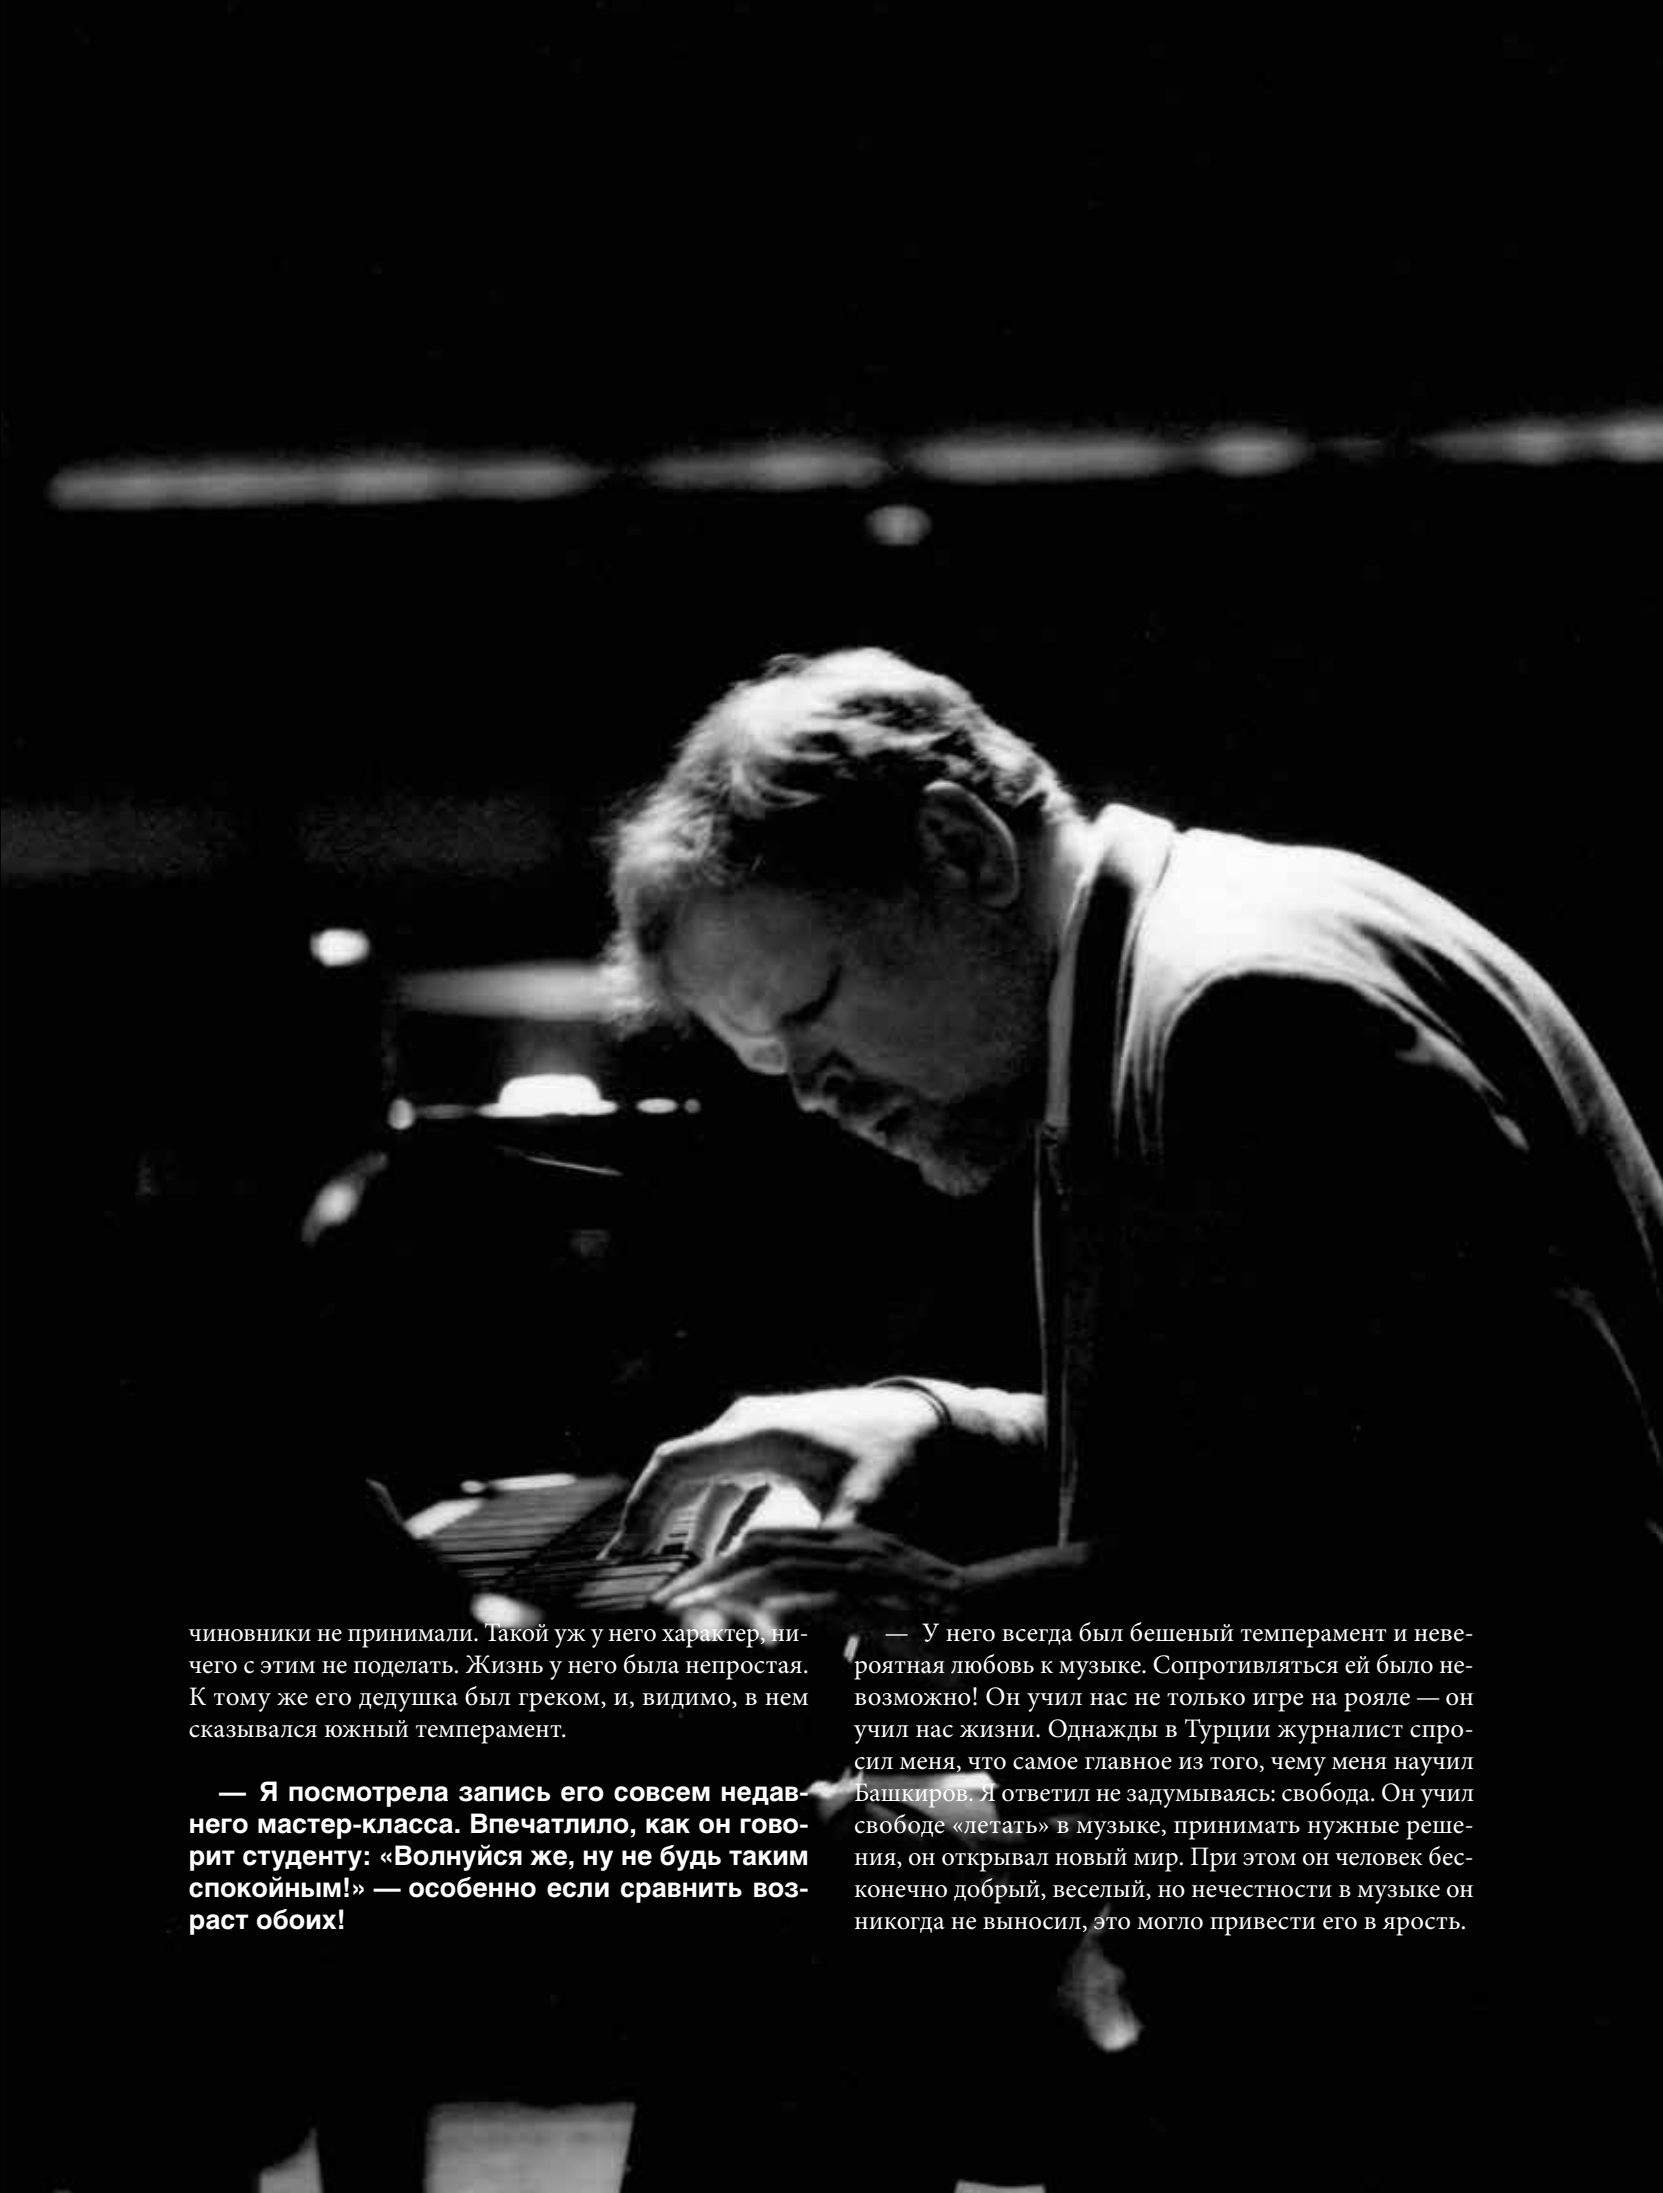 чиновники не принимали. Такой уж у него характер, ни-
чего с этим не поделать. Жизнь у него была непростая.
К тому же его дедушка был греком, и, видимо, в нем
сказывался южный темперамент.
— Я посмотрела запись его совсем недав-
него мастер-класса. Впечатлило, как он гово-
рит студенту: «Волнуйся же, ну не будь таким
спокойным!» — особенно если сравнить воз-
раст обоих!
— У него всегда был бешеный темперамент и неве-
роятная любовь к музыке. Сопротивляться ей было не-
возможно! Он учил нас не только игре на рояле — он
учил нас жизни. Однажды в Турции журналист спро-
сил меня, что самое главное из того, чему меня научил
Башкиров. Я ответил не задумываясь: свобода. Он учил
свободе «летать» в музыке, принимать нужные реше-
ния, он открывал новый мир. При этом он человек бес-
конечно добрый, веселый, но нечестности в музыке он
никогда не выносил, это могло привести его в ярость.